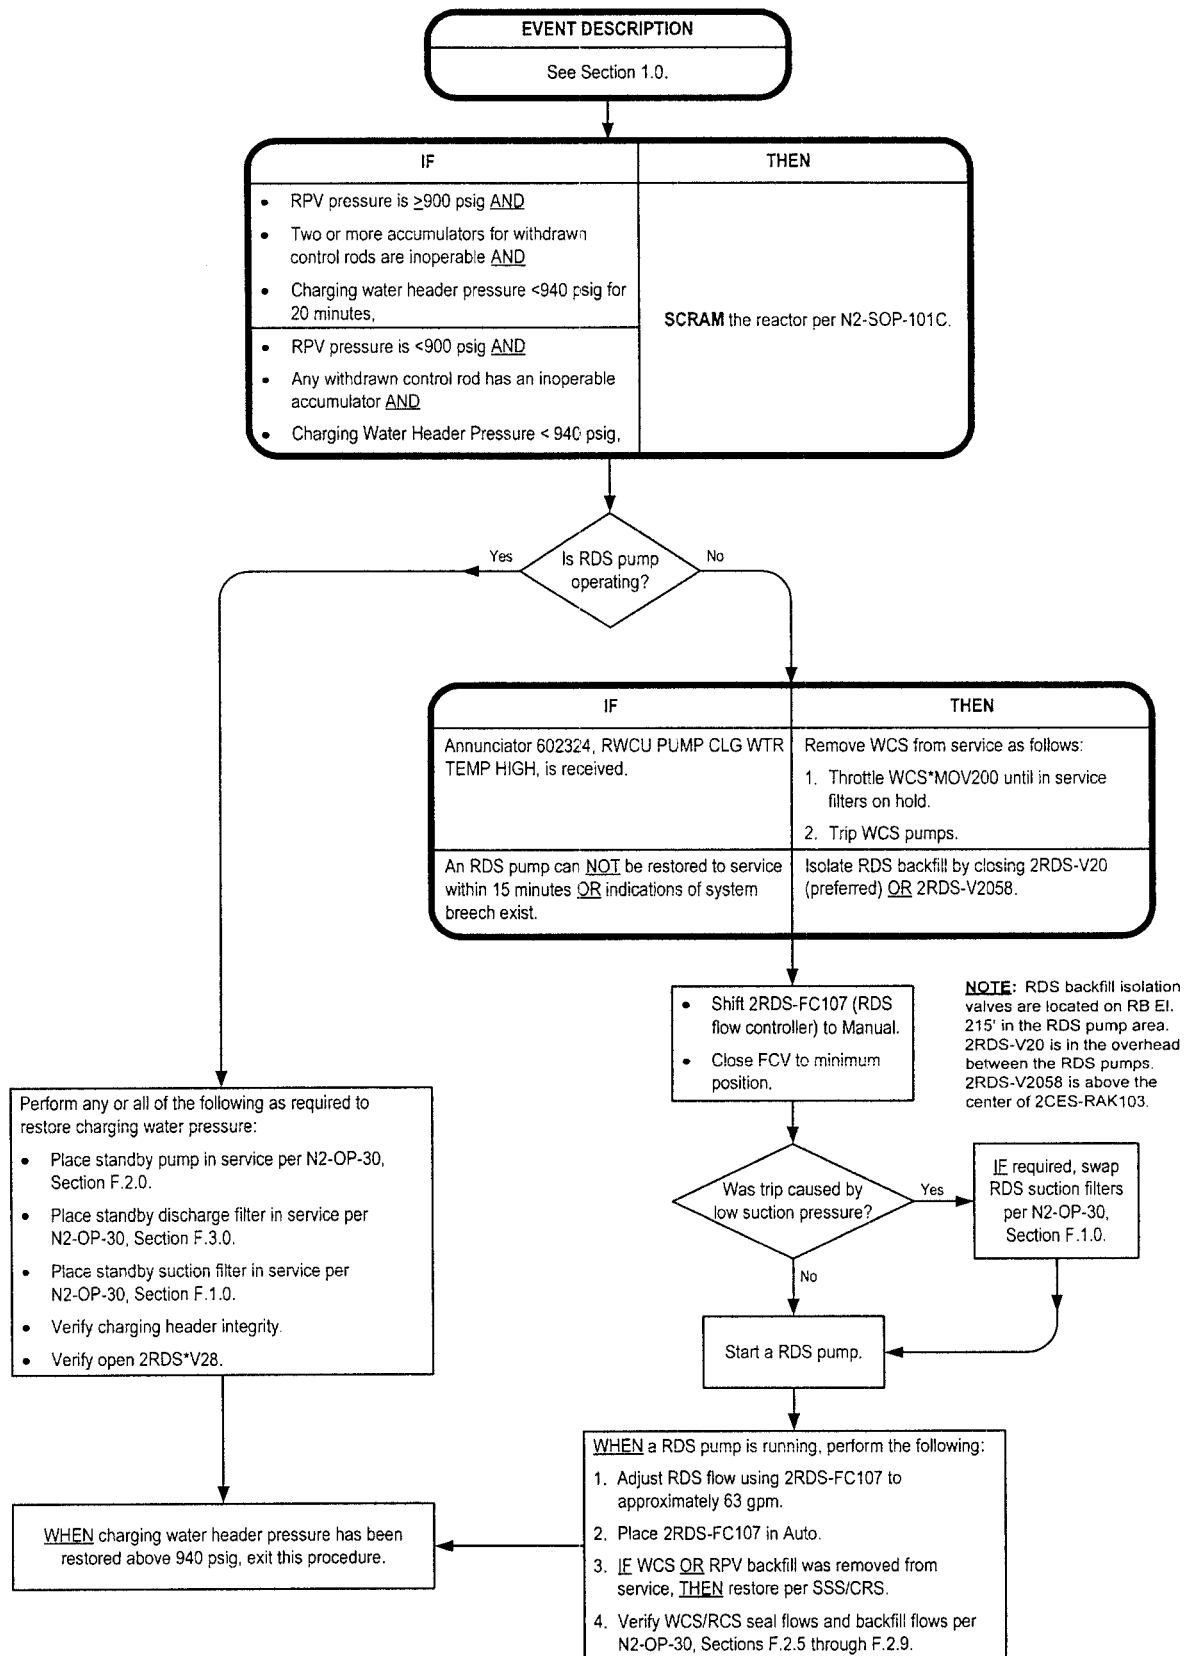 EVENT DESCRIPTION
See Section 1.0.
IF
THEN
• RPV pressure is ≥900 psig AND
• Two or more accumulators for withdrawn
control rods are inoperable AND
• Charging water header pressure <940 psig for
20 minutes,
• RPV pressure is <900 psig AND
• Any withdrawn control rod has an inoperable
accumulator AND
• Charging Water Header Pressure < 940 psig,
SCRAM the reactor per N2-SOP-101C.
Is RDS pump
operating?
Yes
No
IF
THEN
Annunciator 602324, RWCU PUMP CLG WTR
TEMP HIGH, is received.
Remove WCS from service as follows:
1. Throttle WCS*MOV200 until in service
filters on hold.
2. Trip WCS pumps.
An RDS pump can NOT be restored to service
within 15 minutes OR indications of system
breech exist.
Isolate RDS backfill by closing 2RDS-V20
(preferred) OR 2RDS-V2058.
• Shift 2RDS-FC107 (RDS
flow controller) to Manual.
• Close FCV to minimum
position.
NOTE: RDS backfill isolation
valves are located on RB El.
215' in the RDS pump area.
2RDS-V20 is in the overhead
between the RDS pumps.
2RDS-V2058 is above the
center of 2CES-RAK103.
Perform any or all of the following as required to
restore charging water pressure:
• Place standby pump in service per N2-OP-30,
Section F.2.0.
• Place standby discharge filter in service per
N2-OP-30, Section F.3.0.
• Place standby suction filter in service per
N2-OP-30, Section F.1.0.
• Verify charging header integrity.
• Verify open 2RDS*V28.
Was trip caused by
low suction pressure?
Yes
IF required, swap
RDS suction filters
per N2-OP-30,
Section F.1.0.
No
Start a RDS pump.
WHEN a RDS pump is running, perform the following:
1. Adjust RDS flow using 2RDS-FC107 to
approximately 63 gpm.
2. Place 2RDS-FC107 in Auto.
3. IF WCS OR RPV backfill was removed from
service, THEN restore per SSS/CRS.
4. Verify WCS/RCS seal flows and backfill flows per
N2-OP-30, Sections F.2.5 through F.2.9.
WHEN charging water header pressure has been
restored above 940 psig, exit this procedure.